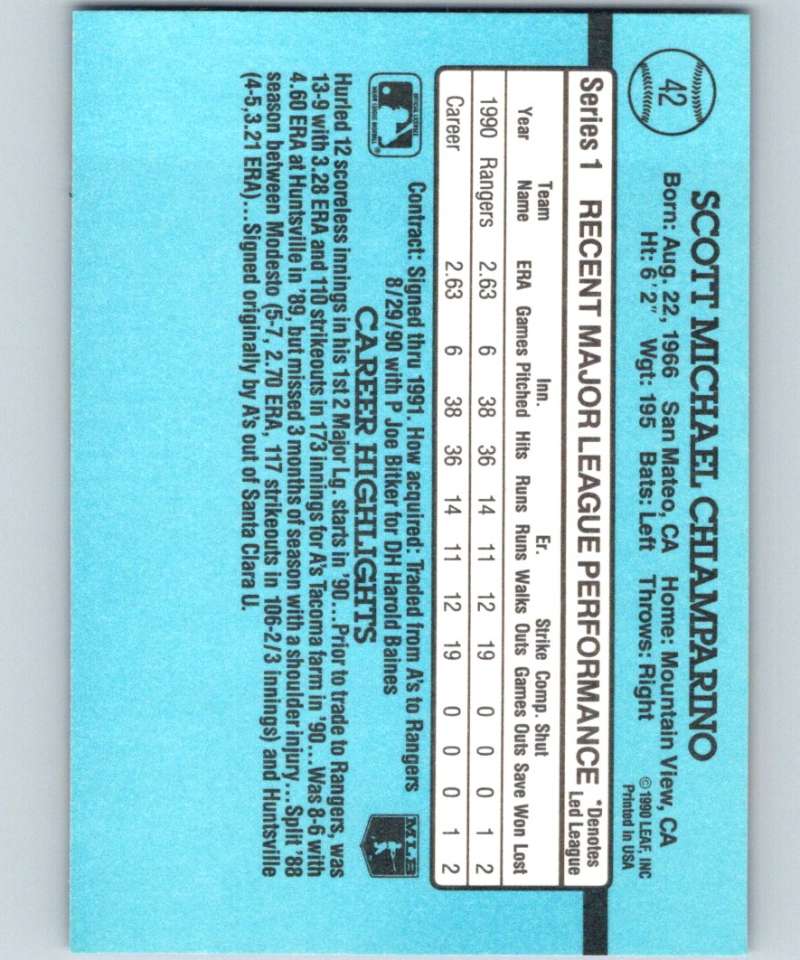 42
SCOTT MICHAEL CHIAMPARINO
Born: Aug. 22, 1966 San Mateo, CA Home: Mountain View, CA
Ht: 6'2" Wgt: 195 Bats: Left Throws: Right
©1990 LEAF, INC
Printed in USA
Series 1 RECENT MAJOR LEAGUE PERFORMANCE *Denotes Led League
Team Inn. Er. Strike Comp. Shut
Year Name ERA Games Pitched Hits Runs Runs Walks Outs Games Outs Save Won Lost
1990 Rangers 2.63 6 38 36 14 11 12 19 0 0 0 1 2
Career 2.63 6 38 36 14 11 12 19 0 0 0 1 2
OFFICIAL LICENSEE
MAJOR LEAGUE BASEBALL
Contract: Signed thru 1991. How acquired: Traded from A's to Rangers
8/29/90 with P Joe Bitker for DH Harold Baines
MLB
CAREER HIGHLIGHTS
Hurled 12 scoreless innings in his 1st 2 Major Lg. starts in '90...Prior to trade to Rangers, was
13-9 with 3.28 ERA and 110 strikeouts in 173 innings for A's Tacoma farm in '90...Was 8-6 with
4.60 ERA at Huntsville in '89, but missed 3 months of season with a shoulder injury...Split '88
season between Modesto (5-7, 2.70 ERA, 117 strikeouts in 106-2/3 innings) and Huntsville
(4-5,3.21 ERA)...Signed originally by A's out of Santa Clara U.